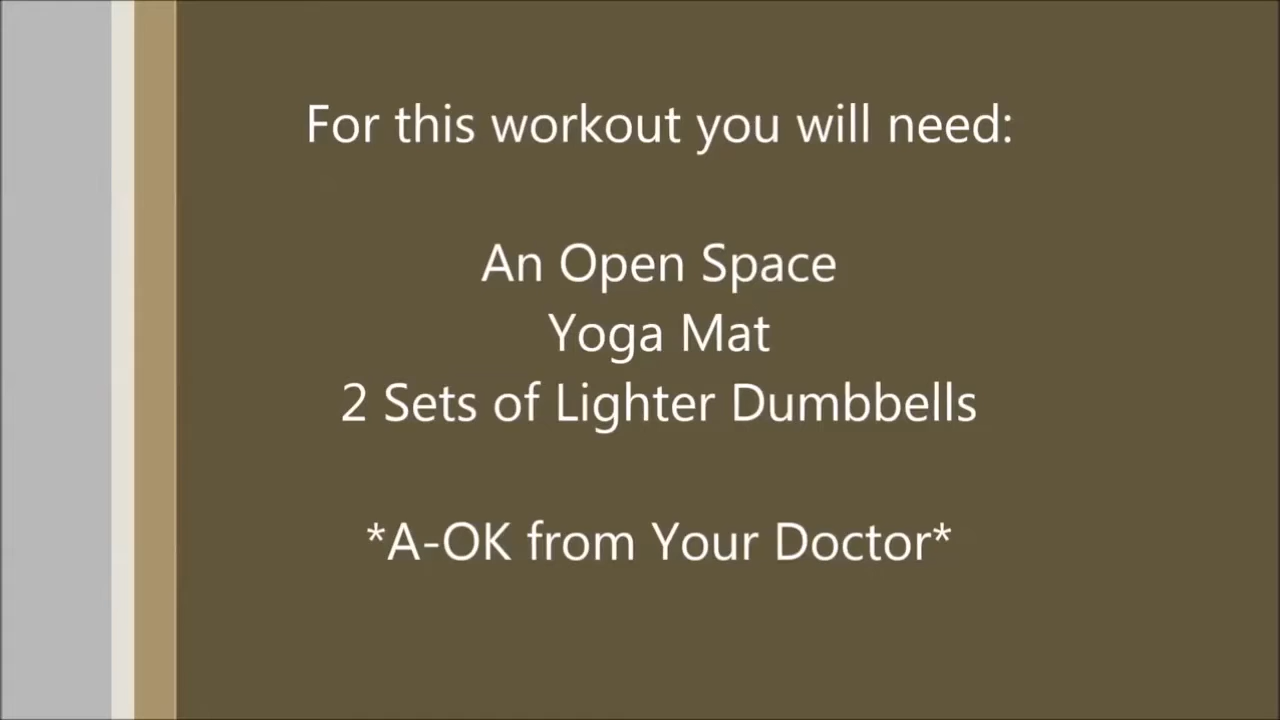 For this workout you will need:
An Open Space
Yoga Mat
2 Sets of Lighter Dumbbells
*A-OK from Your Doctor*